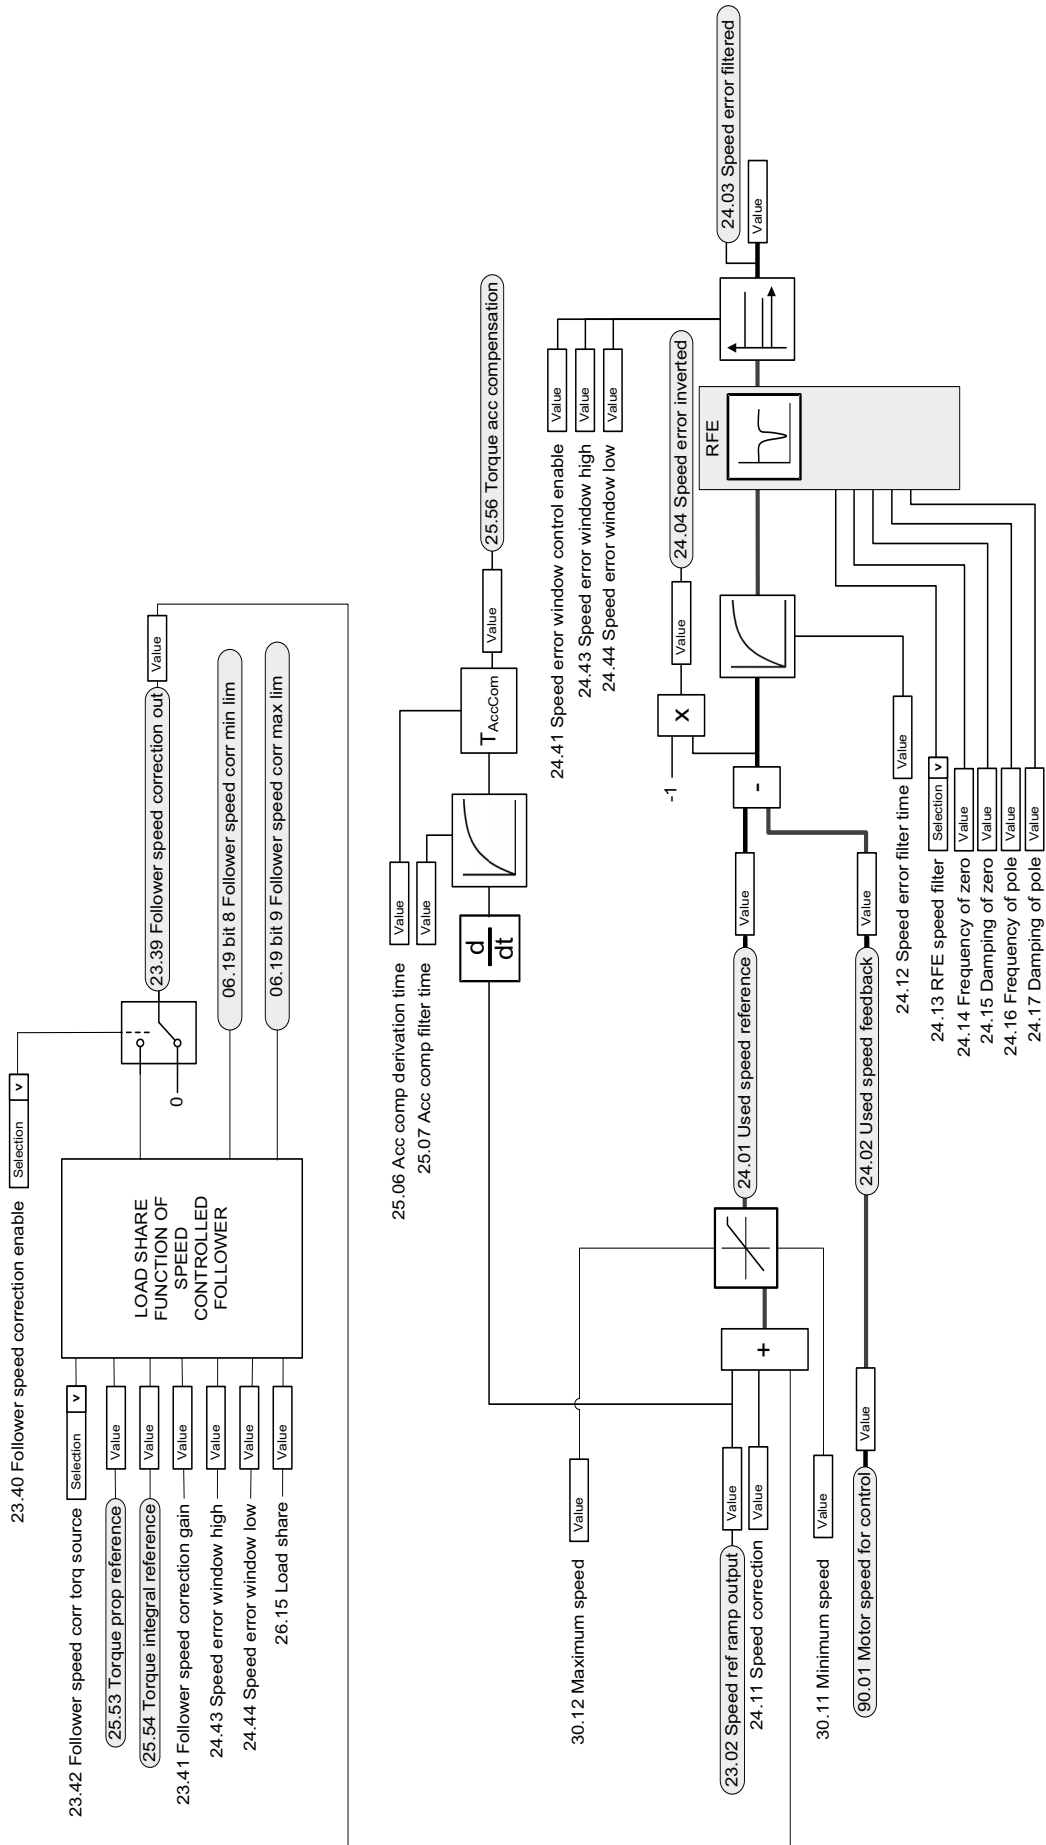 23.40 Follower speed correction enable
Selection v
23.42 Follower speed corr torq source
Selection v
25.53 Torque prop reference
Value
25.54 Torque integral reference
Value
23.41 Follower speed correction gain
Value
24.43 Speed error window high
Value
24.44 Speed error window low
Value
26.15 Load share
Value
LOAD SHARE
FUNCTION OF
SPEED
CONTROLLED
FOLLOWER
0
23.39 Follower speed correction out
Value
06.19 bit 8 Follower speed corr min lim
06.19 bit 9 Follower speed corr max lim
25.06 Acc comp derivation time
Value
25.07 Acc comp filter time
Value
d
dt
TAccCom
Value
25.56 Torque acc compensation
24.41 Speed error window control enable
Value
24.43 Speed error window high
Value
24.44 Speed error window low
Value
30.12 Maximum speed
Value
23.02 Speed ref ramp output
Value
24.11 Speed correction
Value
+
30.11 Minimum speed
Value
90.01 Motor speed for control
Value
24.01 Used speed reference
Value
24.02 Used speed feedback
Value
-
-1
X
Value
24.04 Speed error inverted
RFE
24.03 Speed error filtered
Value
24.12 Speed error filter time
Value
24.13 RFE speed filter
Selection v
24.14 Frequency of zero
Value
24.15 Damping of zero
Value
24.16 Frequency of pole
Value
24.17 Damping of pole
Value